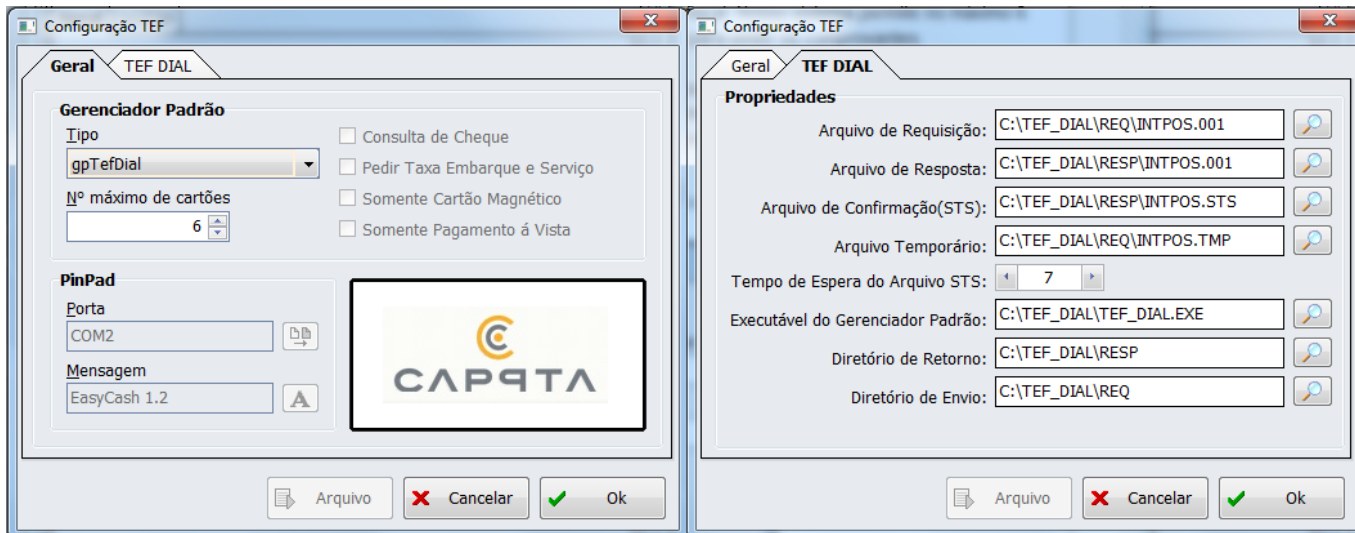 Configuração TEF
Geral
TEF DIAL
Gerenciador Padrão
Tipo
gpTefDial
Nº máximo de cartões
6
Consulta de Cheque
Pedir Taxa Embarque e Serviço
Somente Cartão Magnético
Somente Pagamento á Vista
PinPad
Porta
COM2
Mensagem
EasyCash 1.2
A
CAPPTA
Arquivo
Cancelar
Ok
Configuração TEF
Geral
TEF DIAL
Propriedades
Arquivo de Requisição: C:\TEF_DIAL\REQ\INTPOS.001
Arquivo de Resposta: C:\TEF_DIAL\RESP\INTPOS.001
Arquivo de Confirmação(STS): C:\TEF_DIAL\RESP\INTPOS.STS
Arquivo Temporário: C:\TEF_DIAL\REQ\INTPOS.TMP
Tempo de Espera do Arquivo STS: 7
Executável do Gerenciador Padrão: C:\TEF_DIAL\TEF_DIAL.EXE
Diretório de Retorno: C:\TEF_DIAL\RESP
Diretório de Envio: C:\TEF_DIAL\REQ
Arquivo
Cancelar
Ok